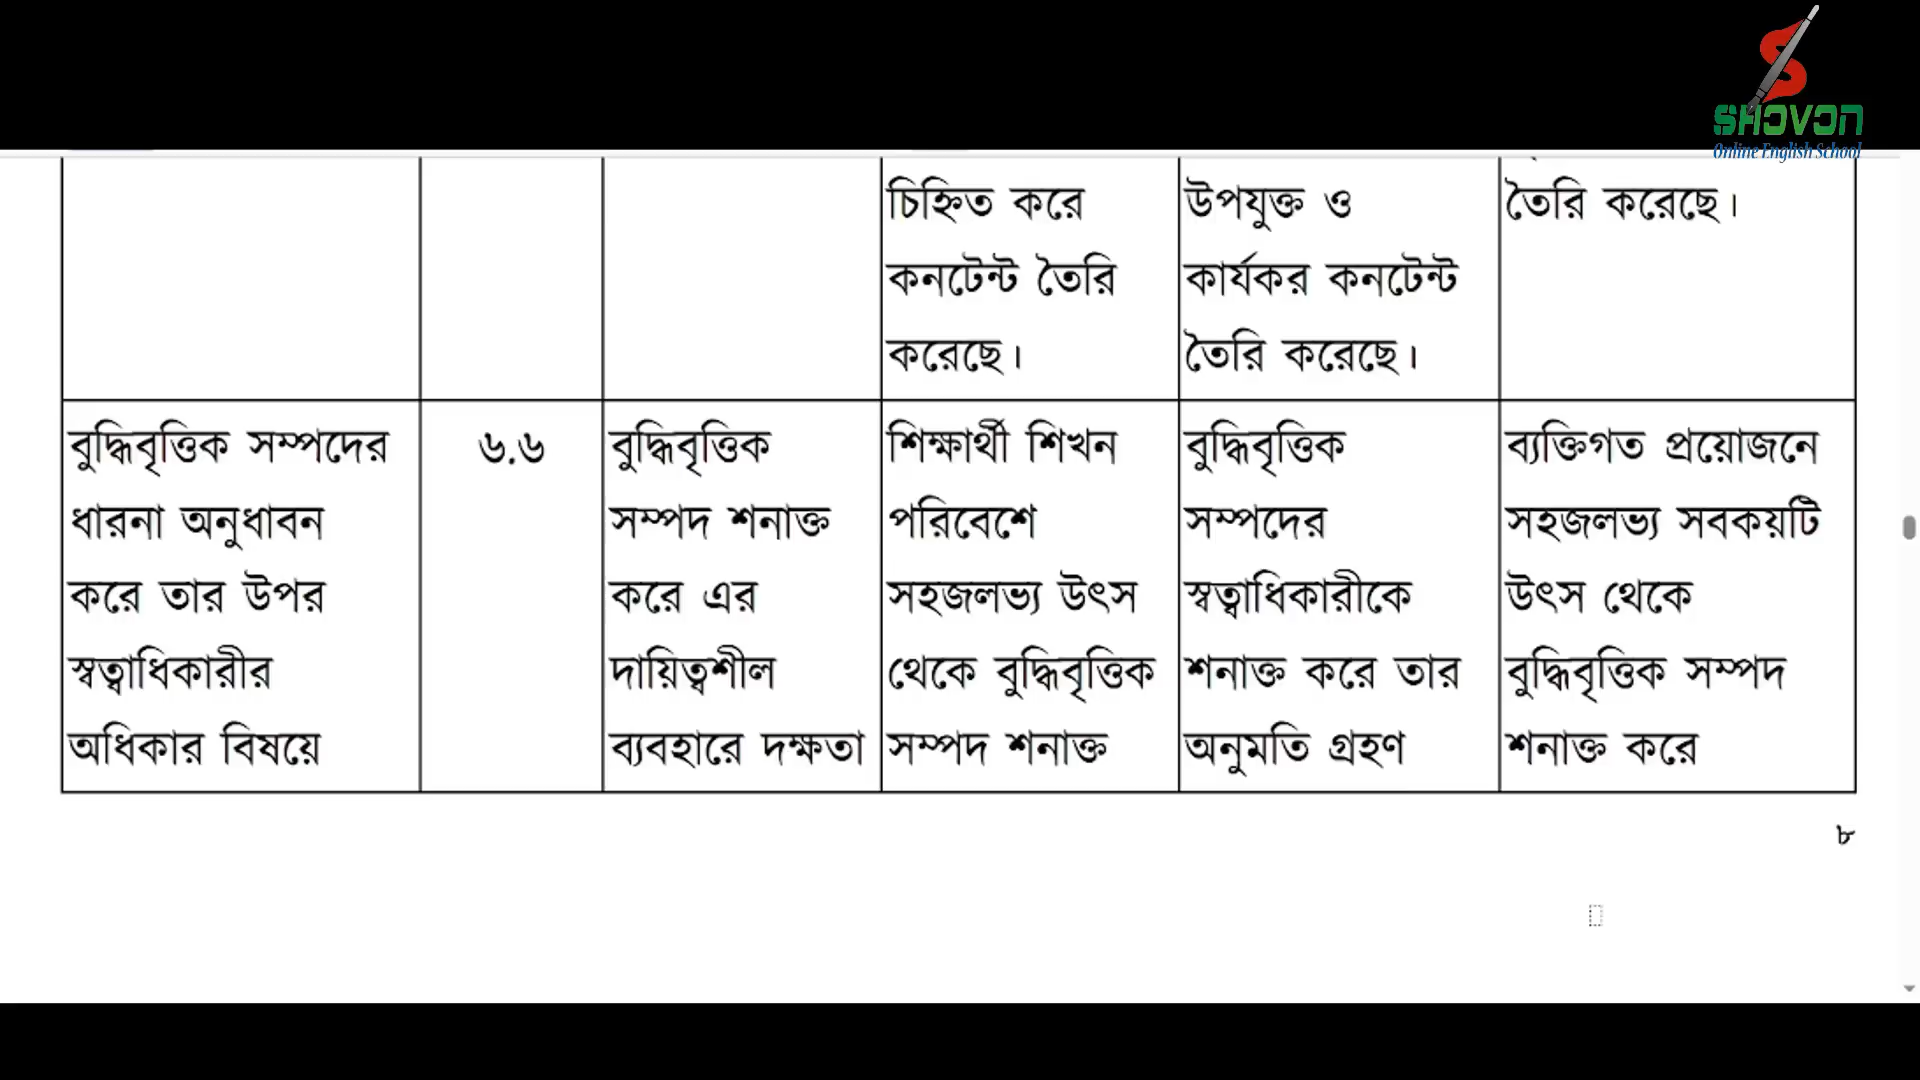 SHOVON
Online English School
চিহ্নিত করে
কনটেন্ট তৈরি
করেছে।
উপযুক্ত ও
কার্যকর কনটেন্ট
তৈরি করেছে।
তৈরি করেছে।
বুদ্ধিবৃত্তিক সম্পদের
ধারনা অনুধাবন
করে তার উপর
স্বত্বাধিকারীর
অধিকার বিষয়ে
৬.৬
বুদ্ধিবৃত্তিক
সম্পদ শনাক্ত
করে এর
দায়িত্বশীল
ব্যবহারে দক্ষতা
শিক্ষার্থী শিখন
পরিবেশে
সহজলভ্য উৎস
থেকে বুদ্ধিবৃত্তিক
সম্পদ শনাক্ত
বুদ্ধিবৃত্তিক
সম্পদের
স্বত্বাধিকারীকে
শনাক্ত করে তার
অনুমতি গ্রহণ
ব্যক্তিগত প্রয়োজনে
সহজলভ্য সবকয়টি
উৎস থেকে
বুদ্ধিবৃত্তিক সম্পদ
শনাক্ত করে
৮